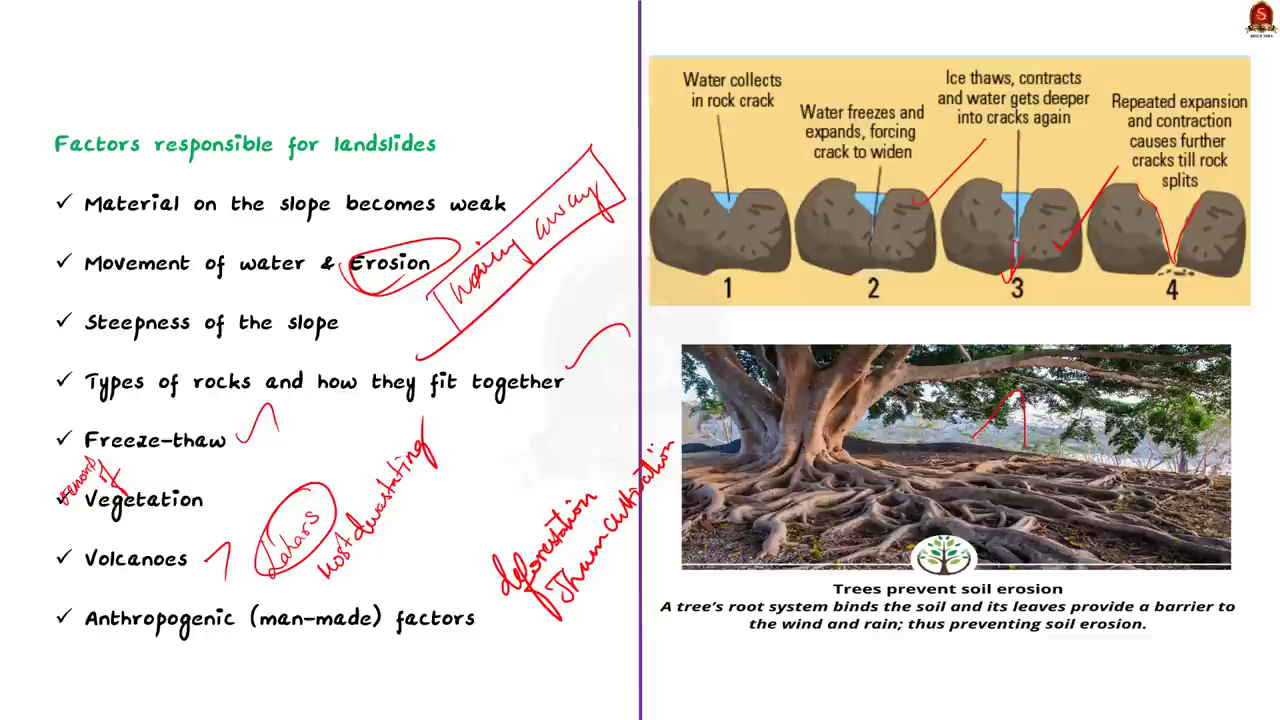 Factors responsible for landslides
✓ Material on the slope becomes weak
✓ Movement of water & Erosion
✓ Steepness of the slope
✓ Types of rocks and how they fit together
✓ Freeze-thaw
removal of
✓ Vegetation
✓ Volcanoes
✓ Anthropogenic (man-made) factors
away
Lahars
most devastating
deforestation
Jhum cultivation
Water collects
in rock crack
Water freezes and
expands, forcing
crack to widen
Ice thaws, contracts
and water gets deeper
into cracks again
Repeated expansion
and contraction
causes further
cracks till rock
splits
1
2
3
4
Trees prevent soil erosion
A tree's root system binds the soil and its leaves provide a barrier to
the wind and rain; thus preventing soil erosion.
S